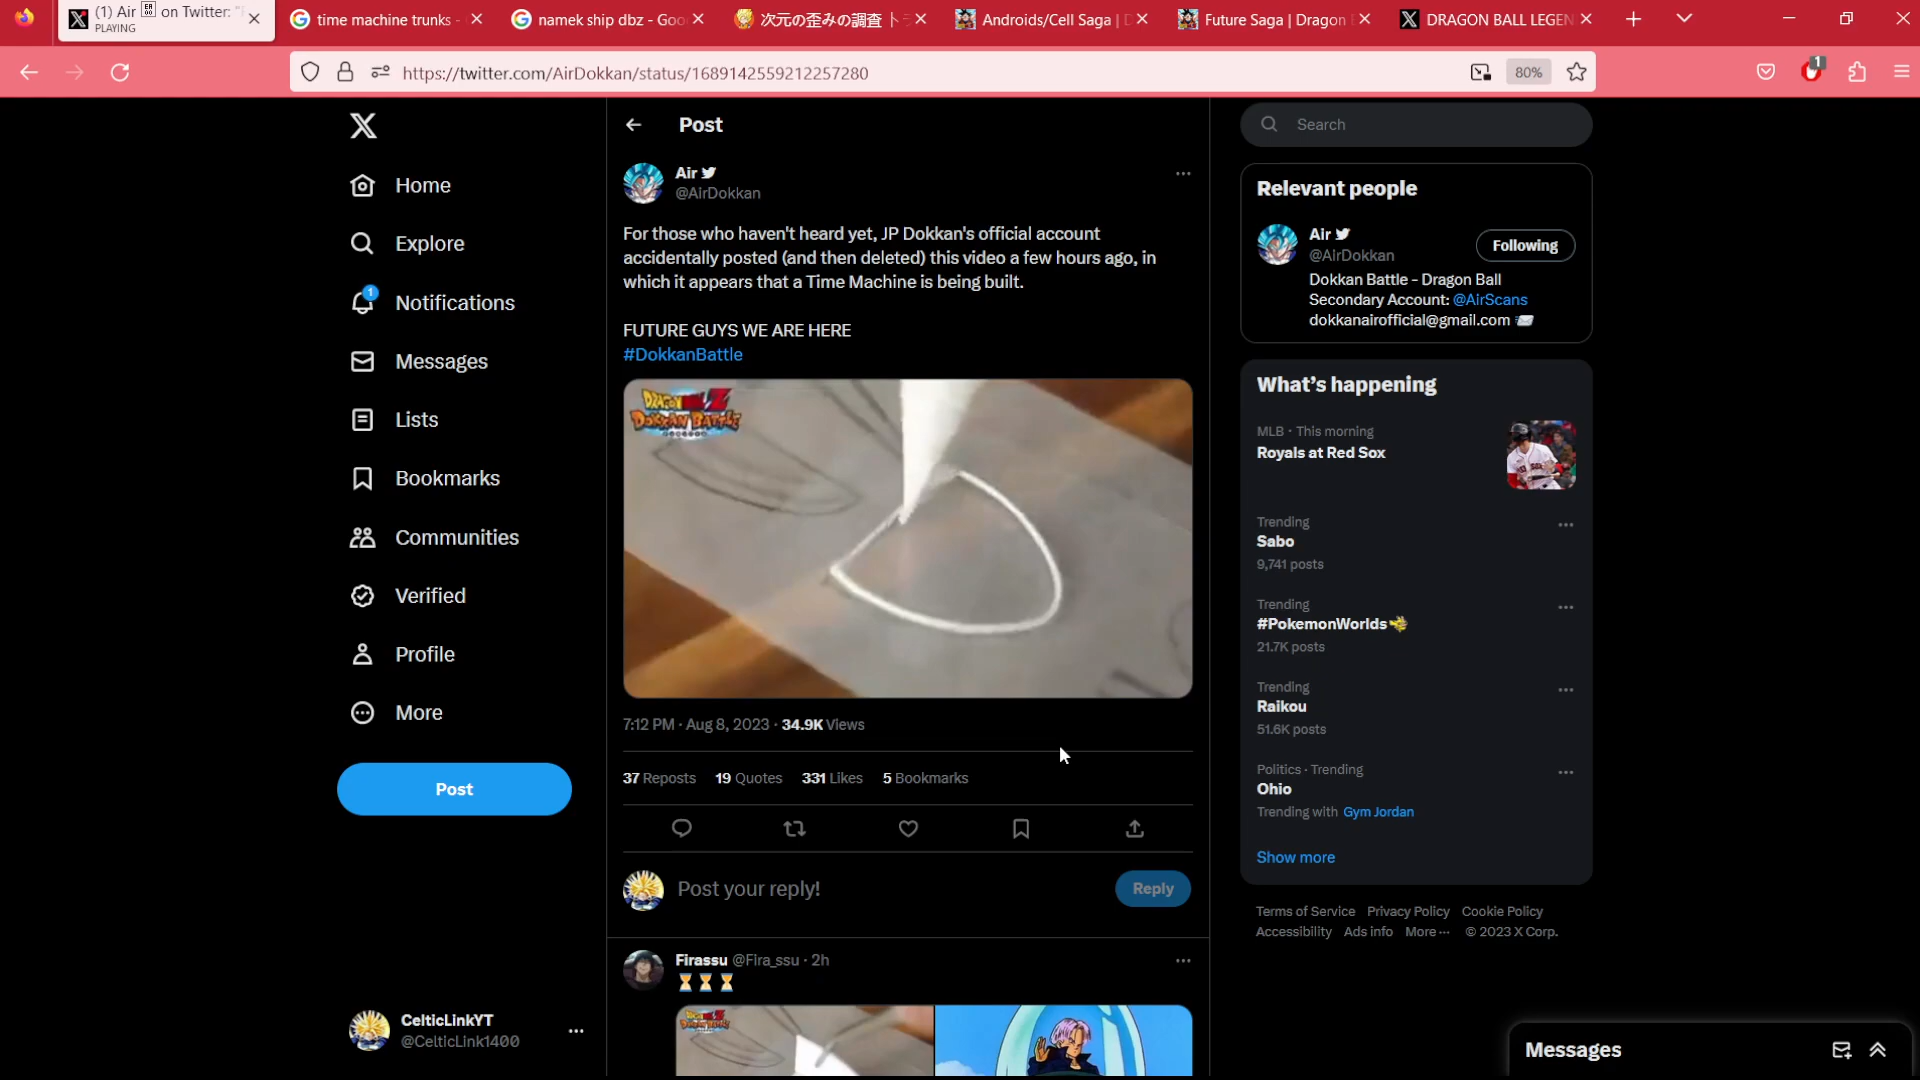 (1) Air on Twitter: "F
PLAYING
time machine trunks -
namek ship dbz - Goo
次元の歪みの調査 ト
Androids/Cell Saga | D
Future Saga | Dragon
DRAGON BALL LEGEN
https://twitter.com/AirDokkan/status/1689142559212257280
80%
1
Home
Explore
1
Notifications
Messages
Lists
Bookmarks
Communities
Verified
Profile
More
Post
CelticLinkYT
@CelticLink1400
Post
Air
@AirDokkan
For those who haven't heard yet, JP Dokkan's official account
accidentally posted (and then deleted) this video a few hours ago, in
which it appears that a Time Machine is being built.
FUTURE GUYS WE ARE HERE
#DokkanBattle
DRAGON BALL Z
DOKKAN BATTLE
7:12 PM · Aug 8, 2023 · 34.9K Views
37 Reposts 19 Quotes 331 Likes 5 Bookmarks
Post your reply!
Reply
Firassu @Fira_ssu · 2h
Search
Relevant people
Air
@AirDokkan
Following
Dokkan Battle - Dragon Ball
Secondary Account: @AirScans
dokkanairofficial@gmail.com
What's happening
MLB · This morning
Royals at Red Sox
Trending
Sabo
9,741 posts
Trending
#PokemonWorlds
21.7K posts
Trending
Raikou
51.6K posts
Politics · Trending
Ohio
Trending with Gym Jordan
Show more
Terms of Service Privacy Policy Cookie Policy
Accessibility Ads info More ··· © 2023 X Corp.
Messages